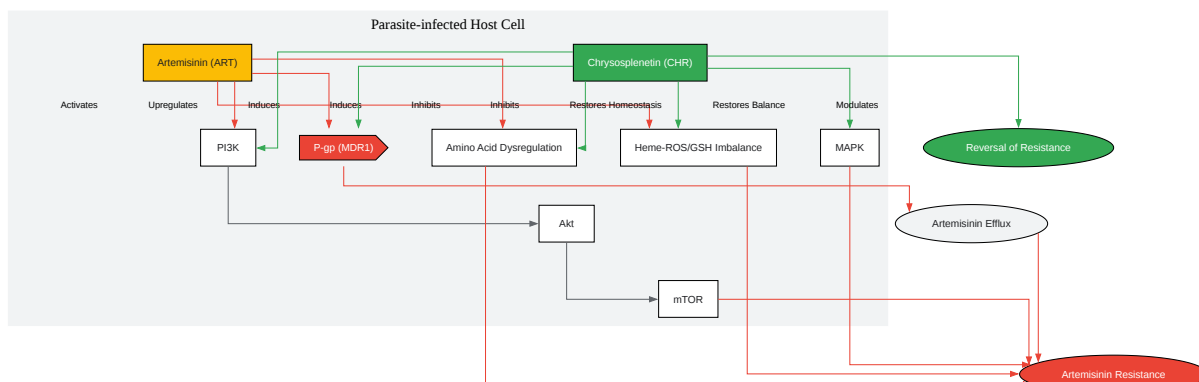 Parasite-infected Host Cell
Artemisinin (ART)
Chrysosplenetin (CHR)
Activates
Upregulates
Induces
Induces
Inhibits
Inhibits
Restores Homeostasis
Restores Balance
Modulates
PI3K
P-gp (MDR1)
Amino Acid Dysregulation
Heme-ROS/GSH Imbalance
MAPK
Reversal of Resistance
Akt
Artemisinin Efflux
mTOR
Artemisinin Resistance